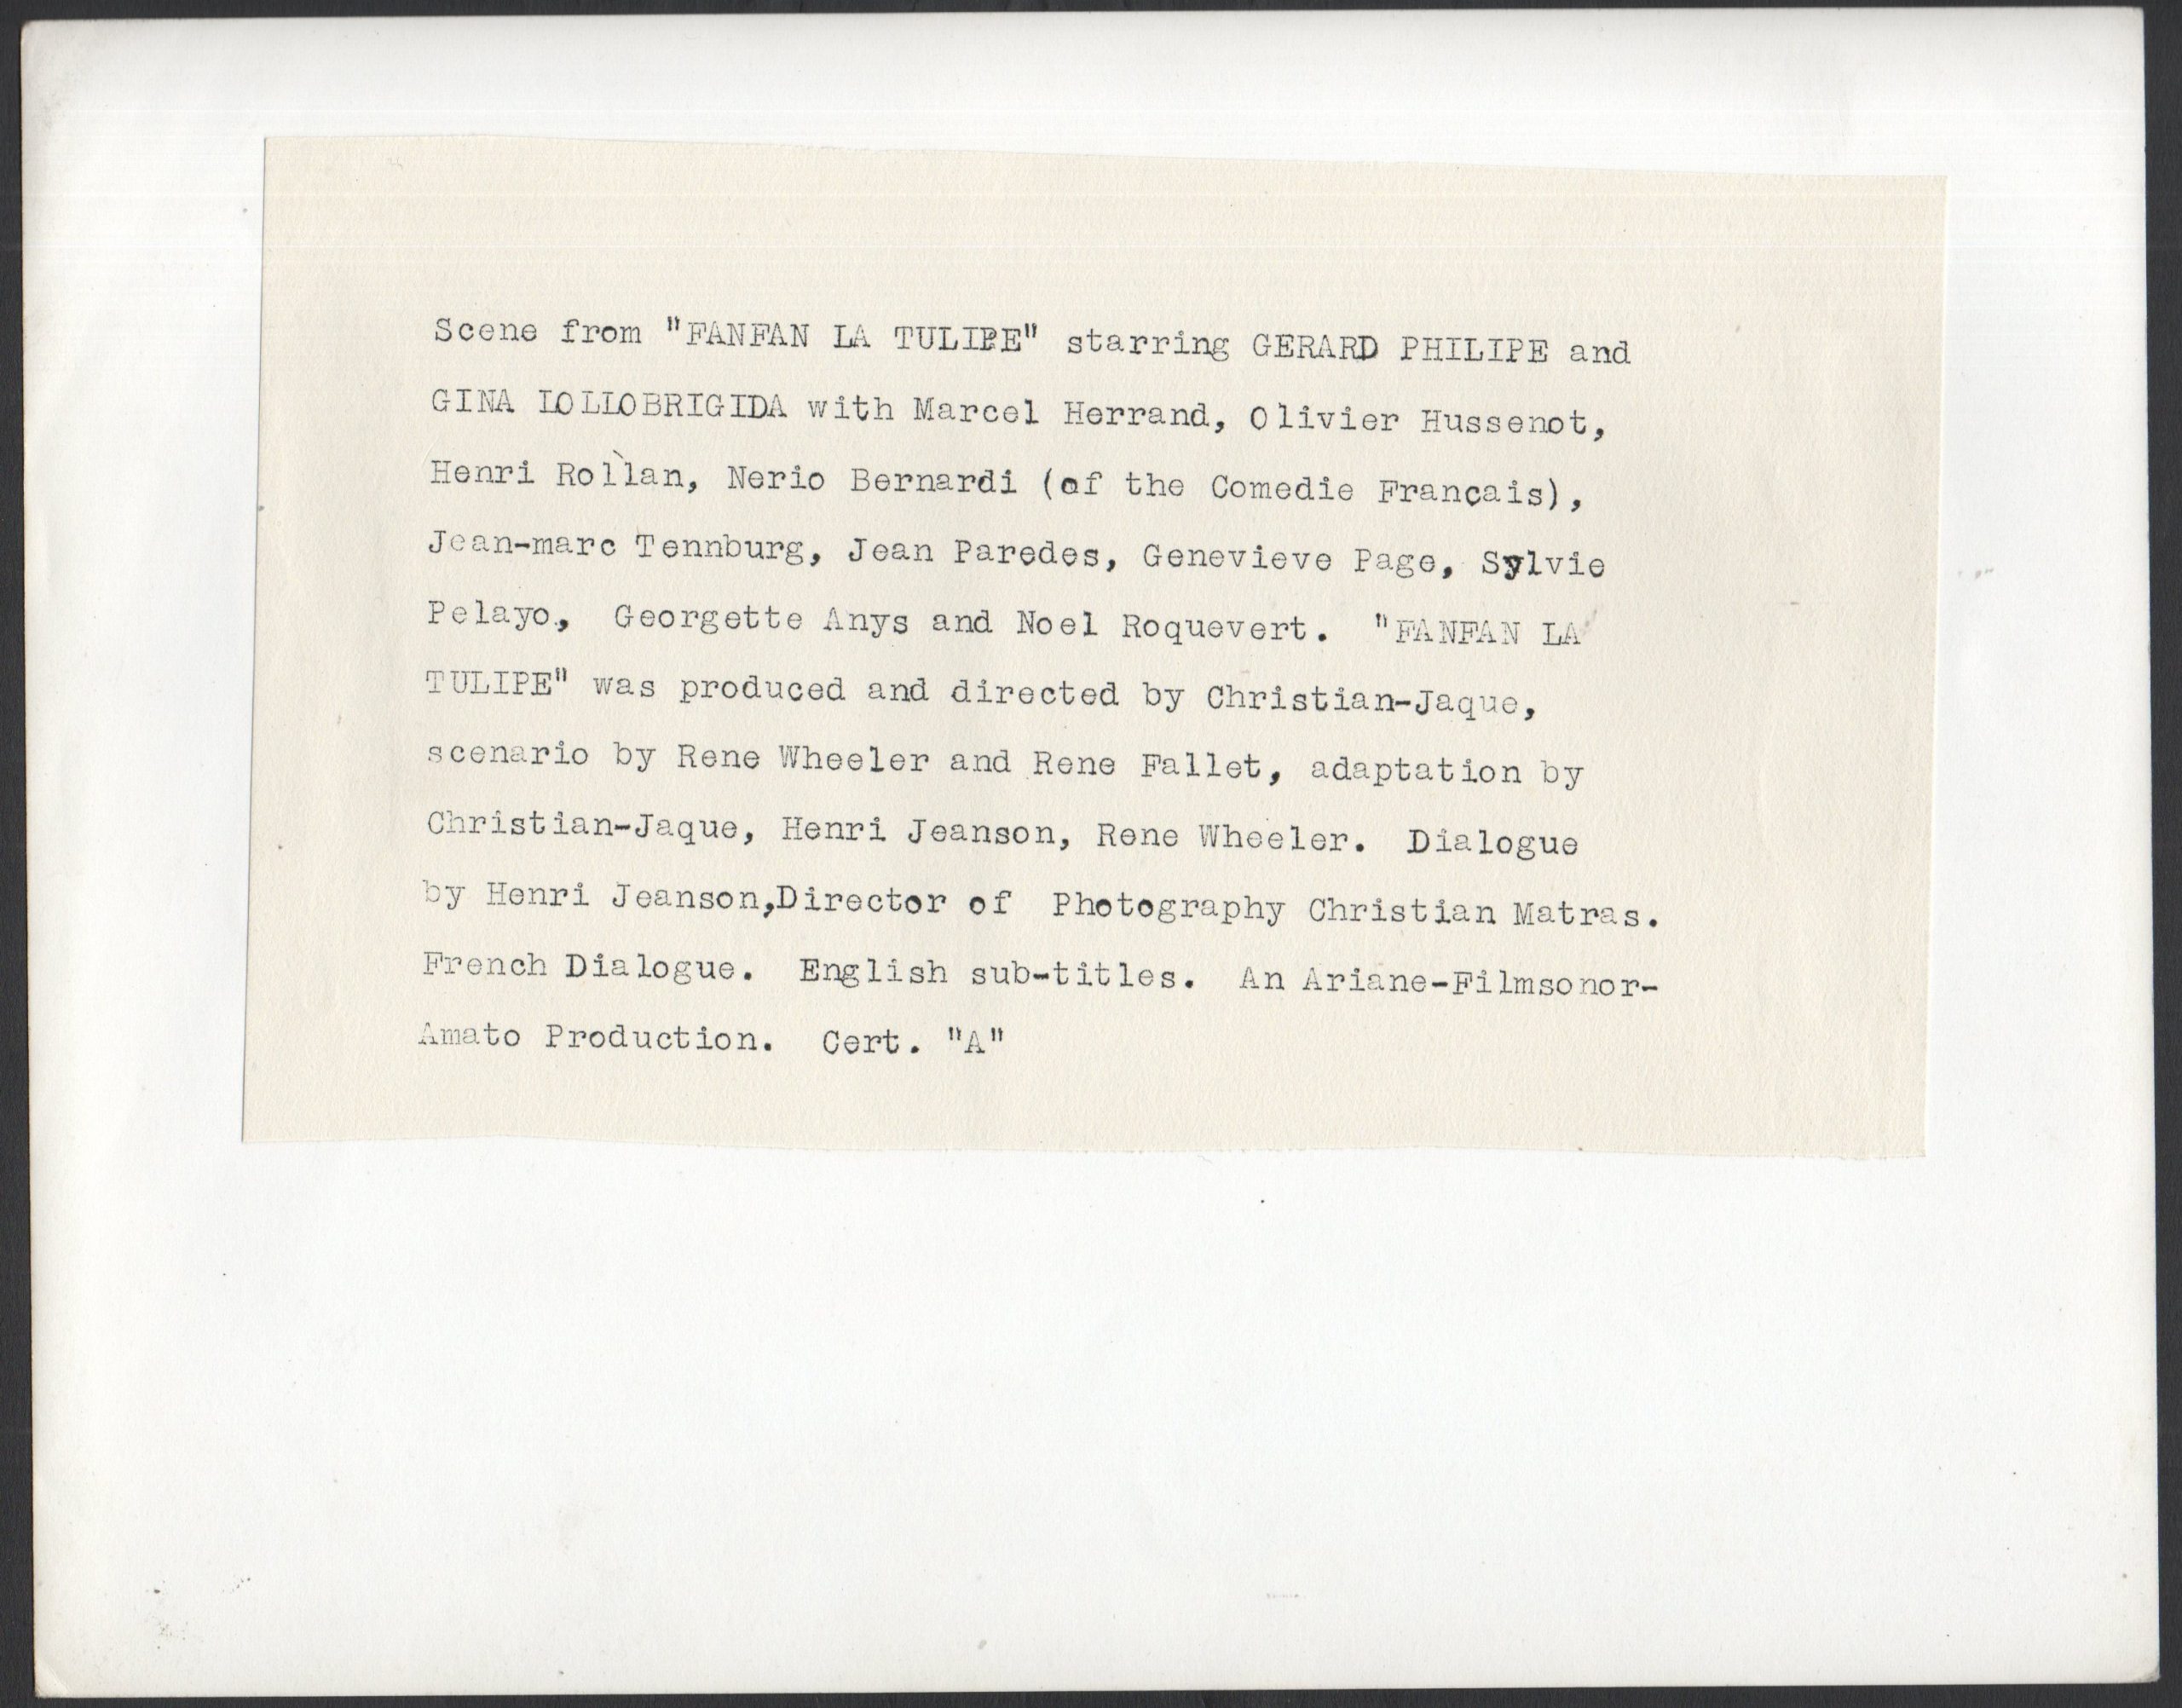 Scene from "FANFAN LA TULIPE" starring GERARD PHILIPE and
GINA LOLLOBRIGIDA with Marcel Herrand, Olivier Hussenot,
Henri Rollan, Nerio Bernardi (of the Comedie Français),
Jean-marc Tennburg, Jean Paredes, Genevieve Page, Sylvie
Pelayo., Georgette Anys and Noel Roquevert. "FANFAN LA
TULIPE" was produced and directed by Christian-Jaque,
scenario by Rene Wheeler and Rene Fallet, adaptation by
Christian-Jaque, Henri Jeanson, Rene Wheeler. Dialogue
by Henri Jeanson,Director of Photography Christian Matras.
French Dialogue. English sub-titles. An Ariane-Filmsonor-
Amato Production. Cert. "A"